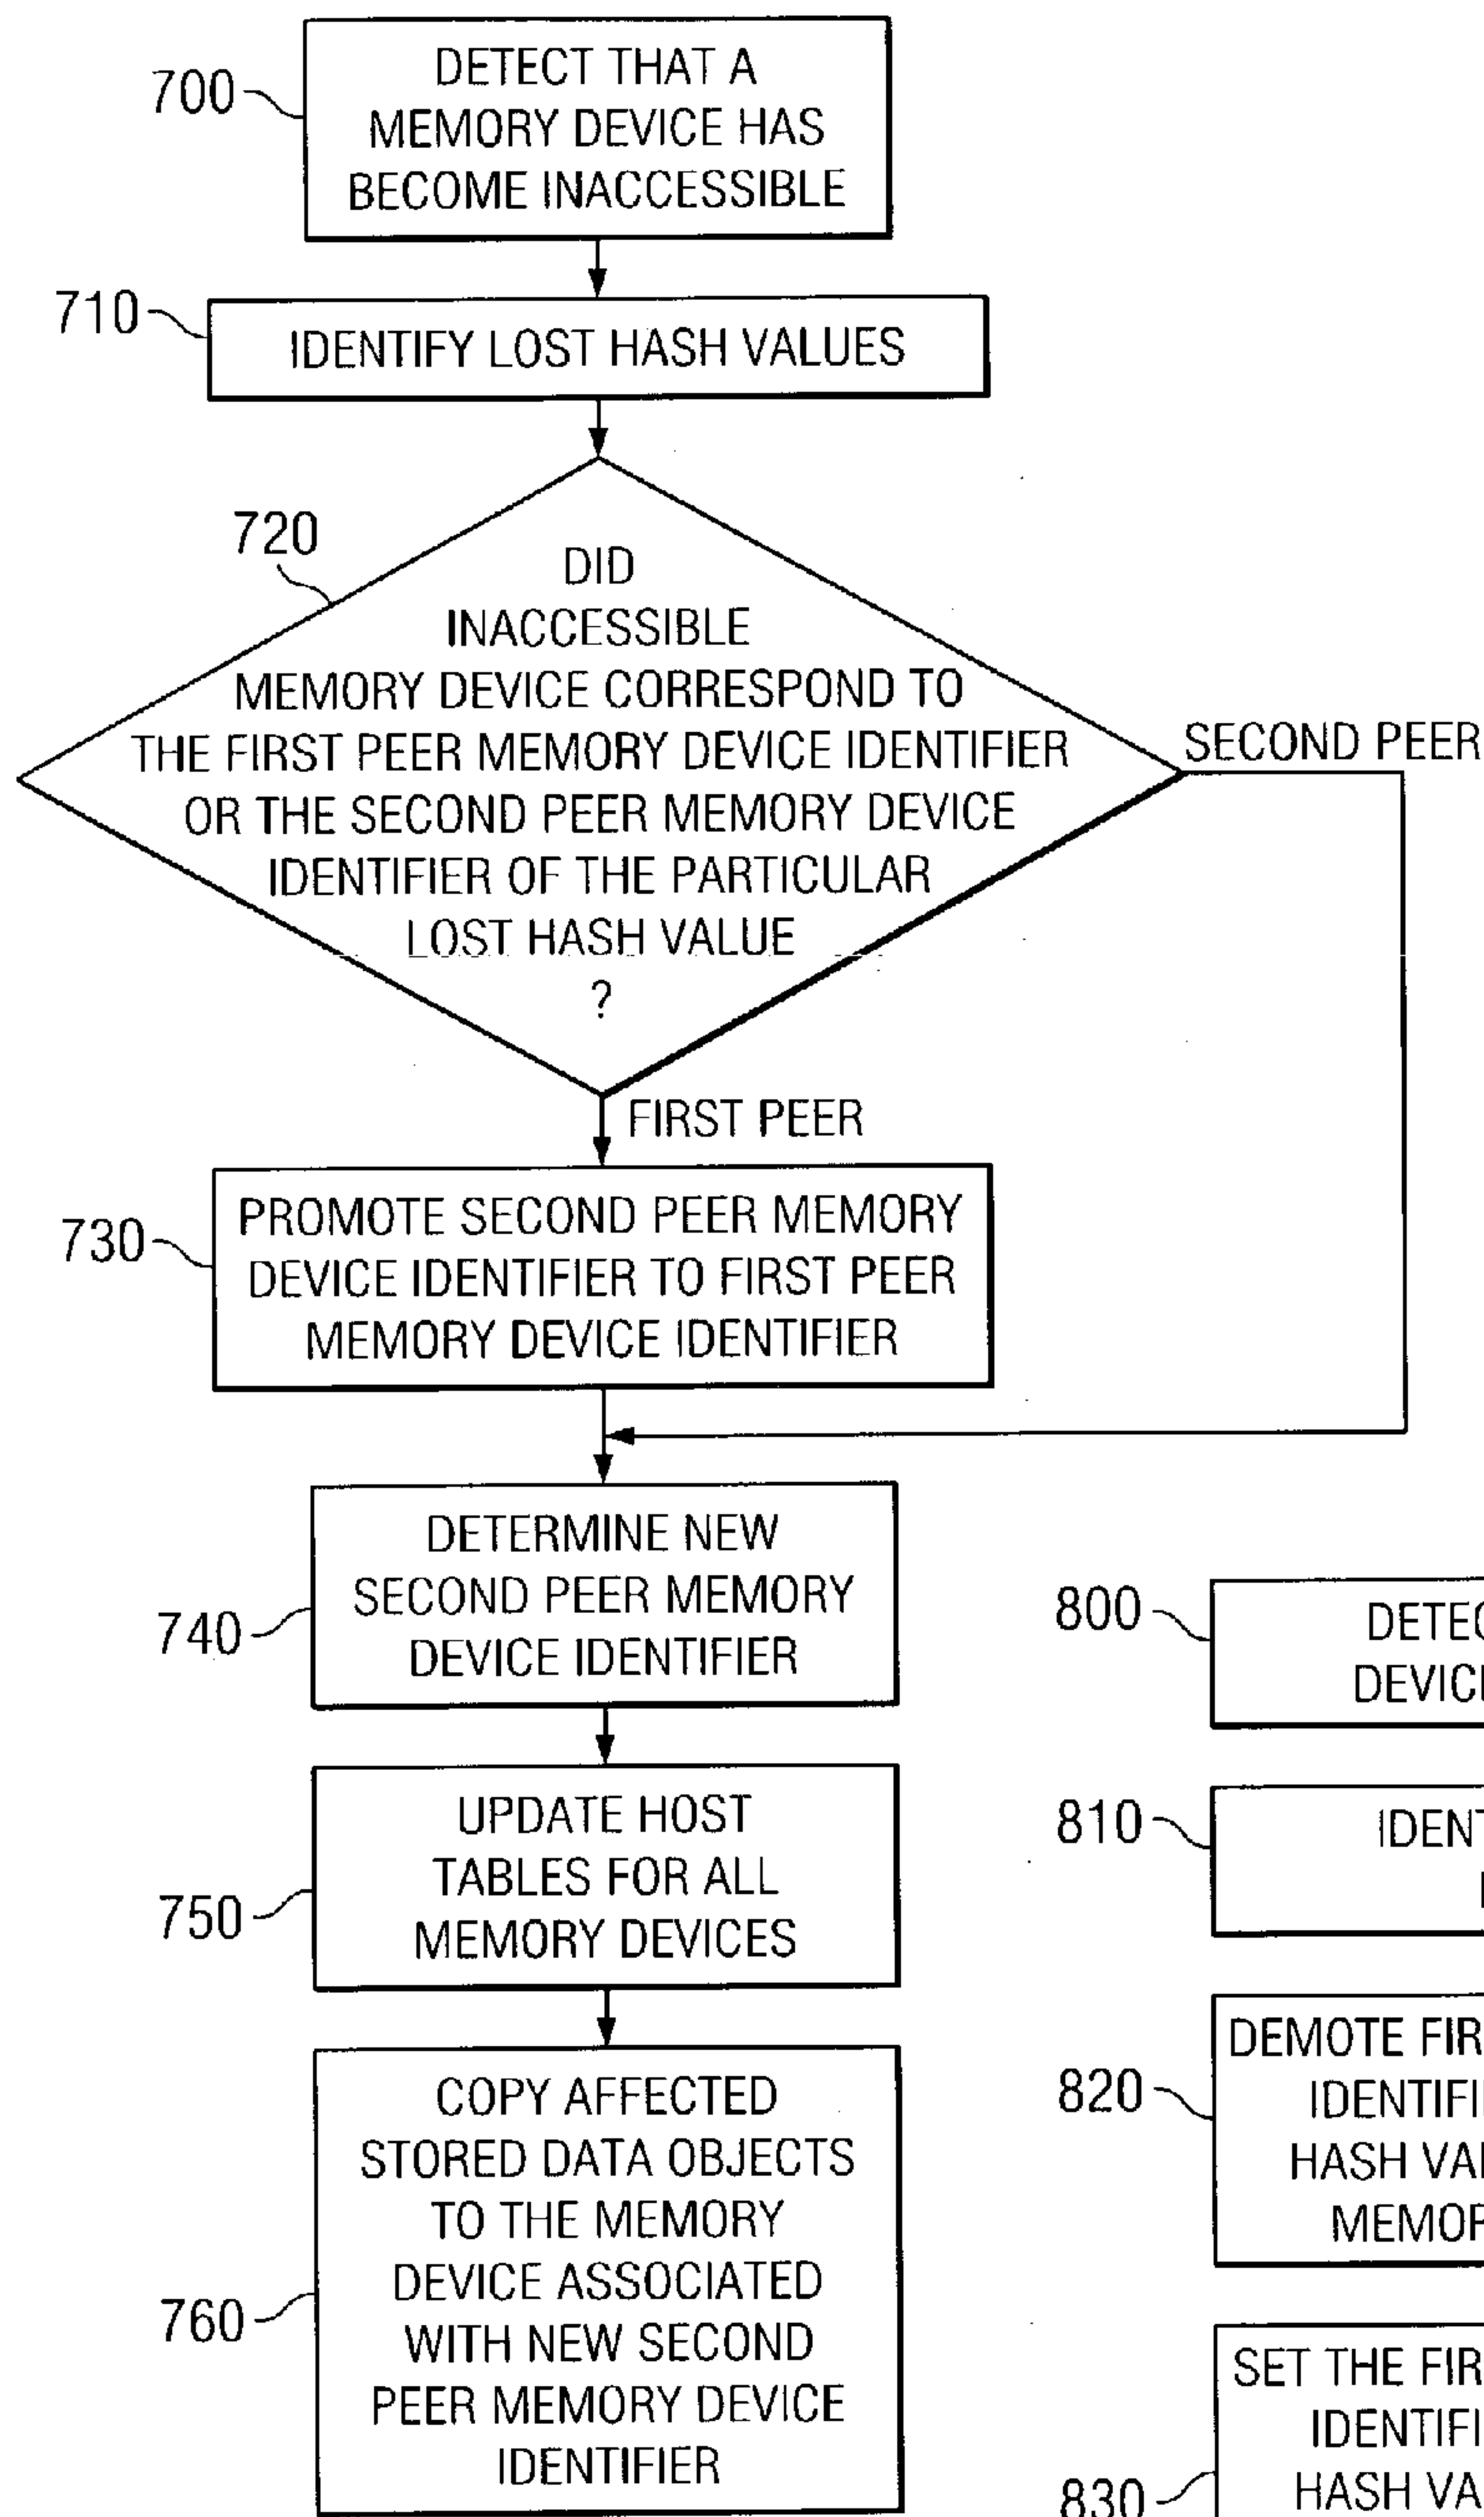 700
DETECT THAT A
MEMORY DEVICE HAS
BECOME INACCESSIBLE
710
IDENTIFY LOST HASH VALUES
720
DID
INACCESSIBLE
MEMORY DEVICE CORRESPOND TO
THE FIRST PEER MEMORY DEVICE IDENTIFIER
OR THE SECOND PEER MEMORY DEVICE
IDENTIFIER OF THE PARTICULAR
LOST HASH VALUE
?
SECOND PEER
FIRST PEER
730
PROMOTE SECOND PEER MEMORY
DEVICE IDENTIFIER TO FIRST PEER
MEMORY DEVICE IDENTIFIER
740
DETERMINE NEW
SECOND PEER MEMORY
DEVICE IDENTIFIER
750
UPDATE HOST
TABLES FOR ALL
MEMORY DEVICES
760
COPY AFFECTED
STORED DATA OBJECTS
TO THE MEMORY
DEVICE ASSOCIATED
WITH NEW SECOND
PEER MEMORY DEVICE
IDENTIFIER
800
810
820
DEMOTE
830
SET THE
HASH